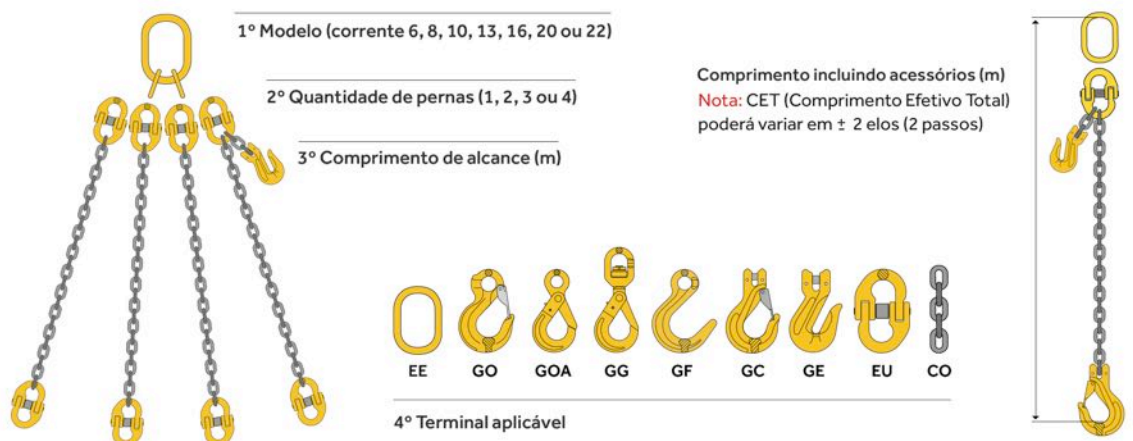 1º Modelo (corrente 6, 8, 10, 13, 16, 20 ou 22)
2º Quantidade de pernas (1, 2, 3 ou 4)
3º Comprimento de alcance (m)
Comprimento incluindo acessórios (m)
Nota: CET (Comprimento Efetivo Total)
poderá variar em ± 2 elos (2 passos)
EE GO GOA GG GF GC GE EU CO
4º Terminal aplicável